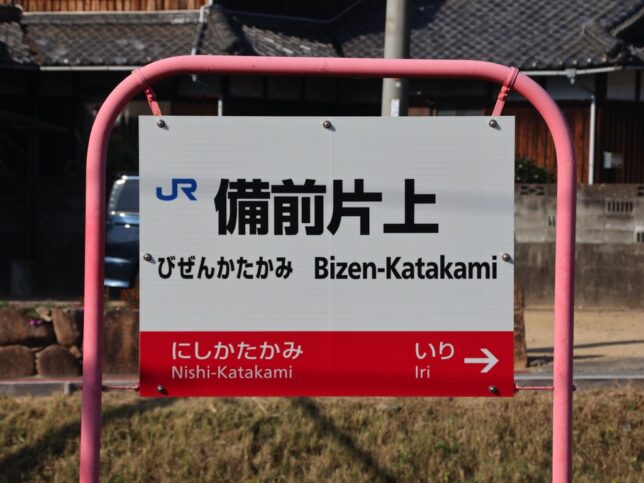 JR 備前片上
びぜんかたかみ Bizen-Katakami
にしかたかみ いり →
Nishi-Katakami Iri